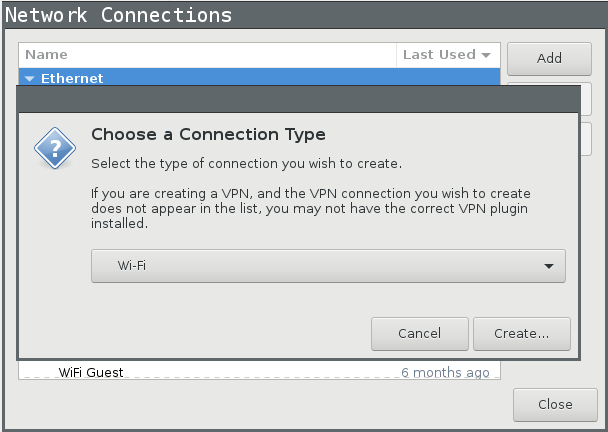 Network Connections
Name Last Used
Add
Ethernet
?
Choose a Connection Type
Select the type of connection you wish to create.
If you are creating a VPN, and the VPN connection you wish to create
does not appear in the list, you may not have the correct VPN plugin
installed.
Wi-Fi
Cancel Create...
WiFi Guest 6 months ago
Close